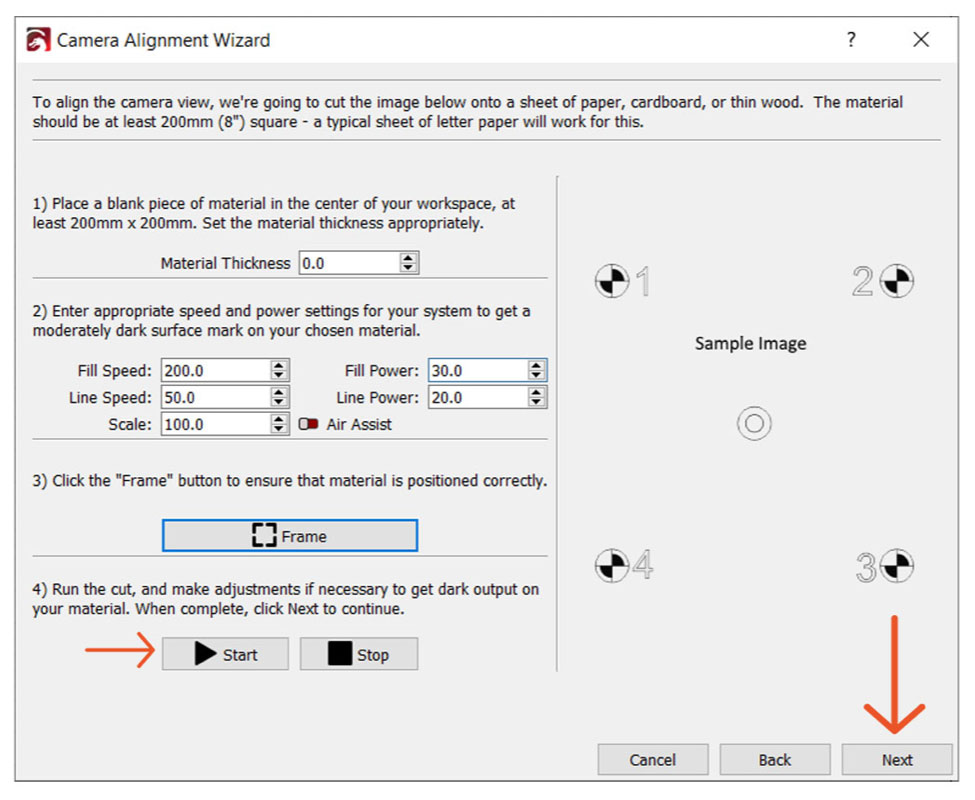 Camera Alignment Wizard ?
To align the camera view, we're going to cut the image below onto a sheet of paper, cardboard, or thin wood. The material
should be at least 200mm (8") square - a typical sheet of letter paper will work for this.
1) Place a blank piece of material in the center of your workspace, at
least 200mm x 200mm. Set the material thickness appropriately.
Material Thickness 0.0
2) Enter appropriate speed and power settings for your system to get a
moderately dark surface mark on your chosen material.
Fill Speed: 200.0 Fill Power: 30.0
Line Speed: 50.0 Line Power: 20.0
Scale: 100.0 Air Assist
3) Click the "Frame" button to ensure that material is positioned correctly.
Frame
4) Run the cut, and make adjustments if necessary to get dark output on
your material. When complete, click Next to continue.
Start Stop
1 2
Sample Image
4 3
Cancel Back Next